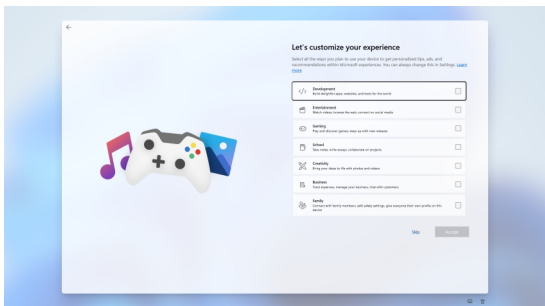 Let's customize your experience
Select all the ways you plan to use your device to get personalized tips, ads, and
recommendations within Microsoft experiences. You can always change this in Settings. Learn
more
Development
Build delightful apps, websites, and tools for the world
Entertainment
Watch videos, browse the web, connect on social media
Gaming
Play and discover games, keep up with new releases
School
Take notes, write essays, collaborate on projects
Creativity
Bring your ideas to life with photos and videos
Business
Track expenses, manage your business, chat with customers
Family
Connect with family members, edit safety settings, give everyone their own profile on this
device
Skip
Accept